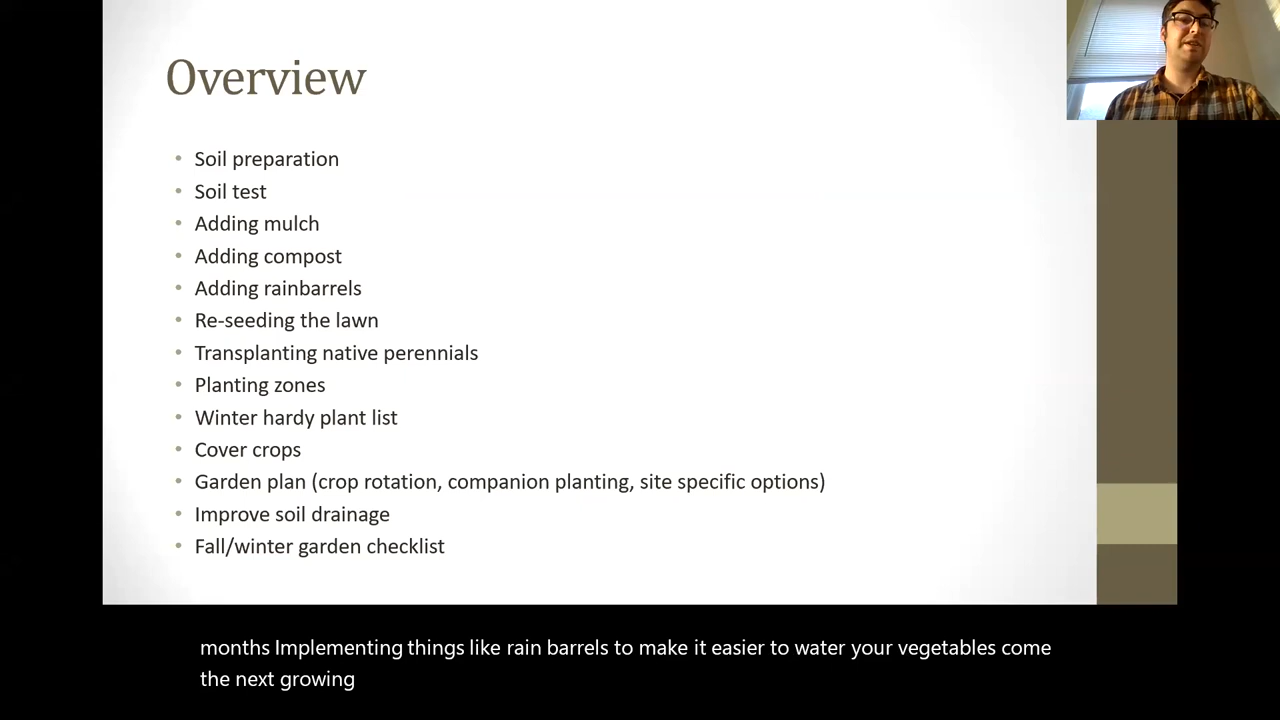 Overview
• Soil preparation
• Soil test
• Adding mulch
• Adding compost
• Adding rainbarrels
• Re-seeding the lawn
• Transplanting native perennials
• Planting zones
• Winter hardy plant list
• Cover crops
• Garden plan (crop rotation, companion planting, site specific options)
• Improve soil drainage
• Fall/winter garden checklist
months Implementing things like rain barrels to make it easier to water your vegetables come
the next growing